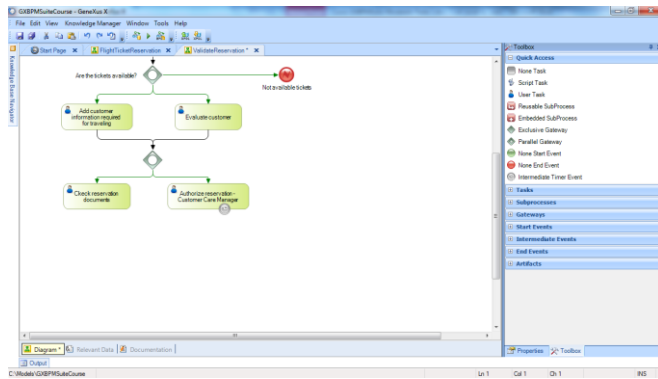 GXBPMSuiteCourse - GeneXus X
File Edit View Knowledge Manager Window Tools Help
Start Page FlightTicketReservation ValidateReservation *
Knowledge Base Navigator
Are the tickets available?
Not available tickets
Add customer
information required
for traveling
Evaluate customer
Check reservation
documents
Authorize reservation -
Customer Care Manager
Toolbox
Quick Access
None Task
Script Task
User Task
Reusable SubProcess
Embedded SubProcess
Exclusive Gateway
Parallel Gateway
None Start Event
None End Event
Intermediate Timer Event
Tasks
Subprocesses
Gateways
Start Events
Intermediate Events
End Events
Artifacts
Diagram * Relevant Data Documentation
Properties Toolbox
Output
C:\Models\GXBPMSuiteCourse Ln 1 Col 1 Ch 1 INS